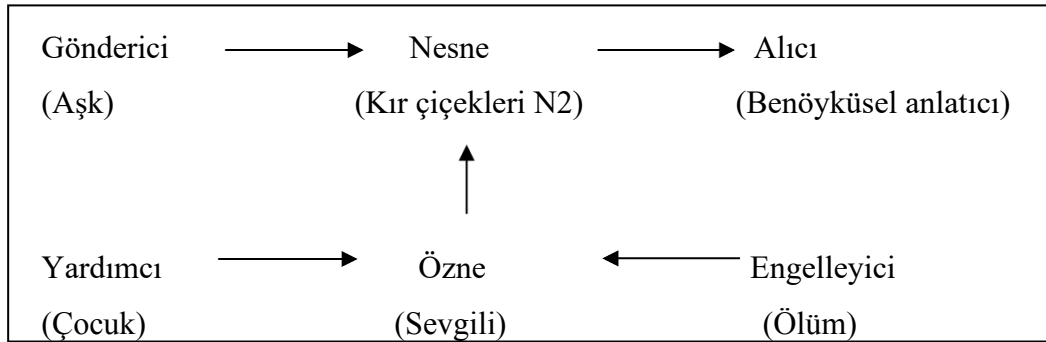 Gönderici Nesne Alıcı
(Aşk) (Kır çiçekleri N2) (Benöyküsel anlatıcı)
Yardımcı Özne Engelleyici
(Çocuk) (Sevgili) (Ölüm)